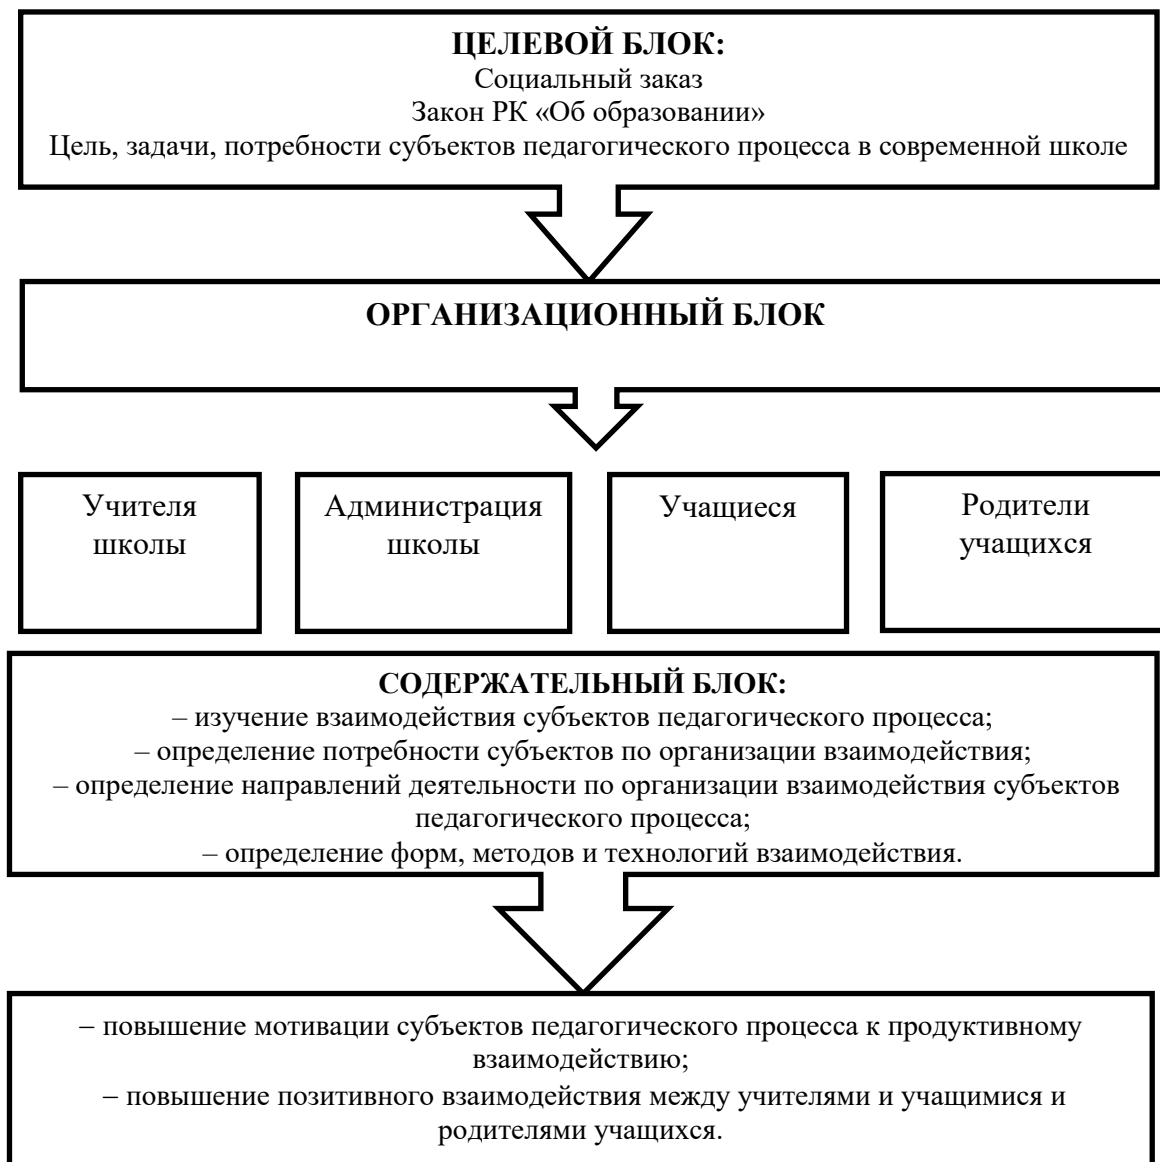 ЦЕЛЕВОЙ БЛОК:
Социальный заказ
Закон РК «Об образовании»
Цель, задачи, потребности субъектов педагогического процесса в современной школе
ОРГАНИЗАЦИОННЫЙ БЛОК
Учителя
школы
Администрация
школы
Учащиеся
Родители
учащихся
СОДЕРЖАТЕЛЬНЫЙ БЛОК:
– изучение взаимодействия субъектов педагогического процесса;
– определение потребности субъектов по организации взаимодействия;
– определение направлений деятельности по организации взаимодействия субъектов
педагогического процесса;
– определение форм, методов и технологий взаимодействия.
– повышение мотивации субъектов педагогического процесса к продуктивному
взаимодействию;
– повышение позитивного взаимодействия между учителями и учащимися и
родителями учащихся.